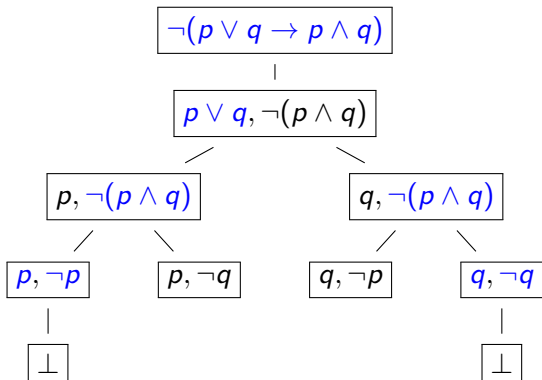 ¬(p ∨ q → p ∧ q)
p ∨ q, ¬(p ∧ q)
p, ¬(p ∧ q) q, ¬(p ∧ q)
p, ¬p p, ¬q q, ¬p q, ¬q
⊥ ⊥